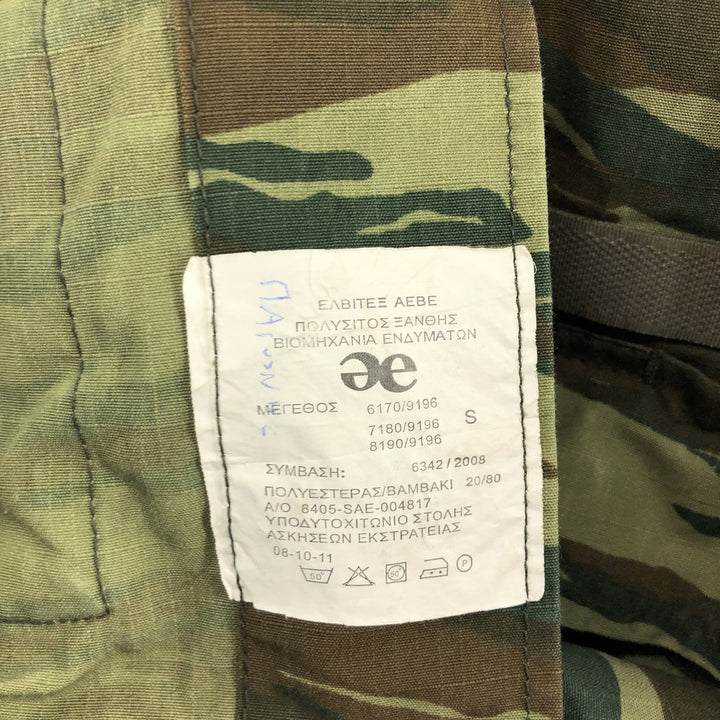 ΕΛΒΙΤΕΞ ΑΕΒΕ
ΠΟΛΥΣΙΤΟΣ ΞΑΝΘΗΣ
ΒΙΟΜΗΧΑΝΙΑ ΕΝΔΥΜΑΤΩΝ
ae
ΜΕΓΕΘΟΣ 6170/9196
7180/9196 S
8190/9196
ΣΥΜΒΑΣΗ: 6342 / 2008
ΠΟΛΥΕΣΤΕΡΑΣ/ΒΑΜΒΑΚΙ 20/80
Α/Ο 8405-SAE-004817
ΥΠΟΔΥΤΟΧΙΤΩΝΙΟ ΣΤΟΛΗΣ
ΑΣΚΗΣΕΩΝ ΕΚΣΤΡΑΤΕΙΑΣ
08-10-11
P